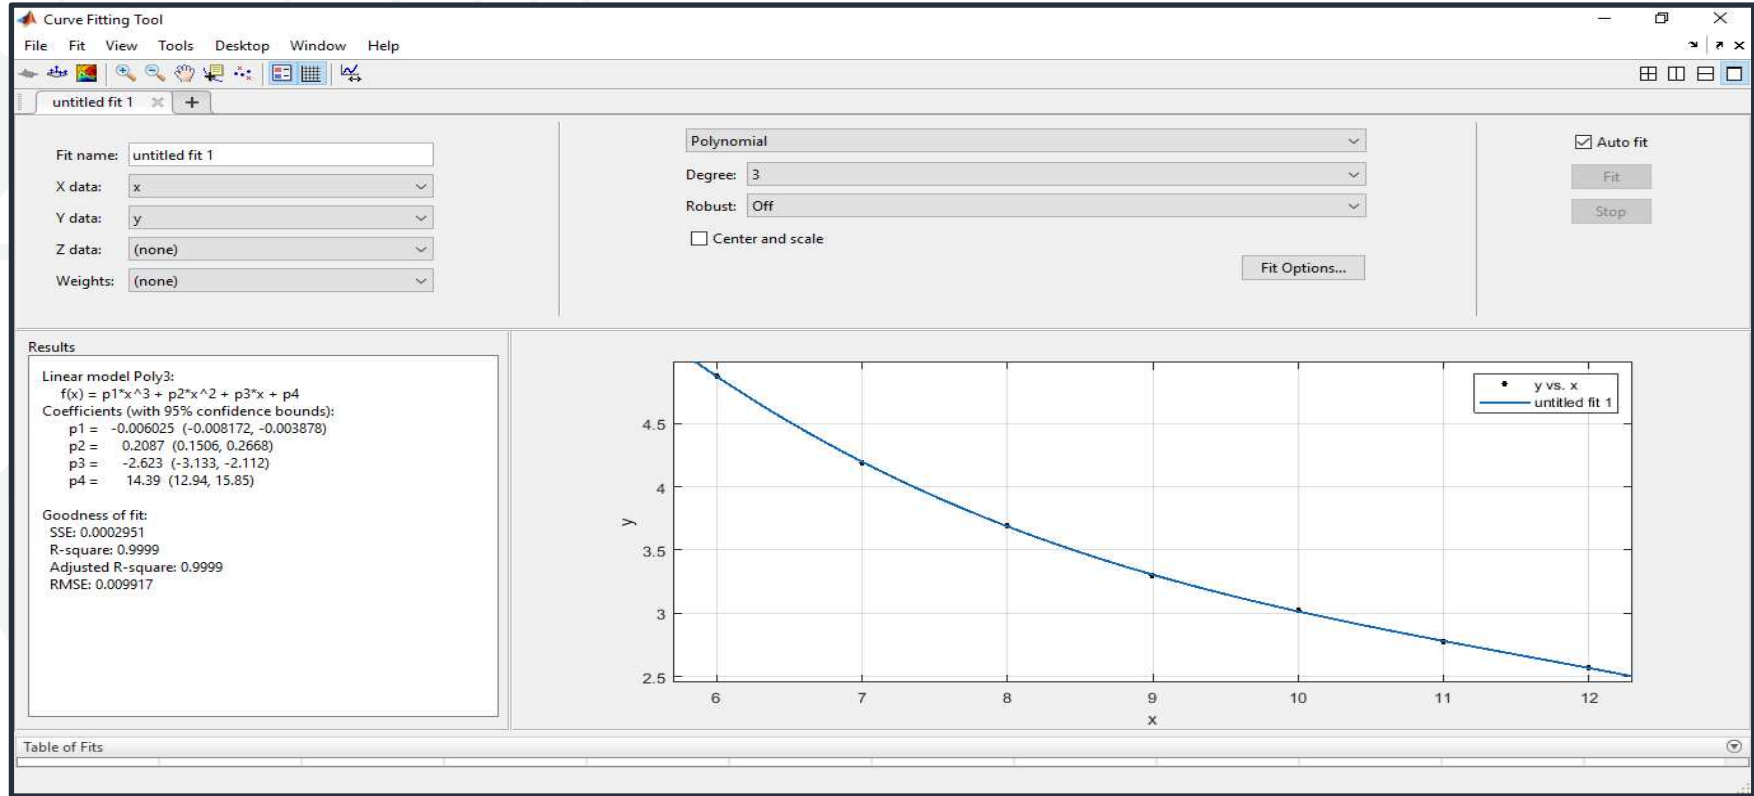 Curve Fitting Tool
File Fit View Tools Desktop Window Help
untitled fit 1
Fit name: untitled fit 1
X data: x
Y data: y
Z data: (none)
Weights: (none)
Polynomial
Degree: 3
Robust: Off
Center and scale
Fit Options...
Auto fit
Fit
Stop
Results
Linear model Poly3:
f(x) = p1*x^3 + p2*x^2 + p3*x + p4
Coefficients (with 95% confidence bounds):
p1 = -0.006025 (-0.008172, -0.003878)
p2 = 0.2087 (0.1506, 0.2668)
p3 = -2.623 (-3.133, -2.112)
p4 = 14.39 (12.94, 15.85)
Goodness of fit:
SSE: 0.0002951
R-square: 0.9999
Adjusted R-square: 0.9999
RMSE: 0.009917
y vs. x
untitled fit 1
4.5
4
3.5
3
2.5
y
6 7 8 9 10 11 12
x
Table of Fits